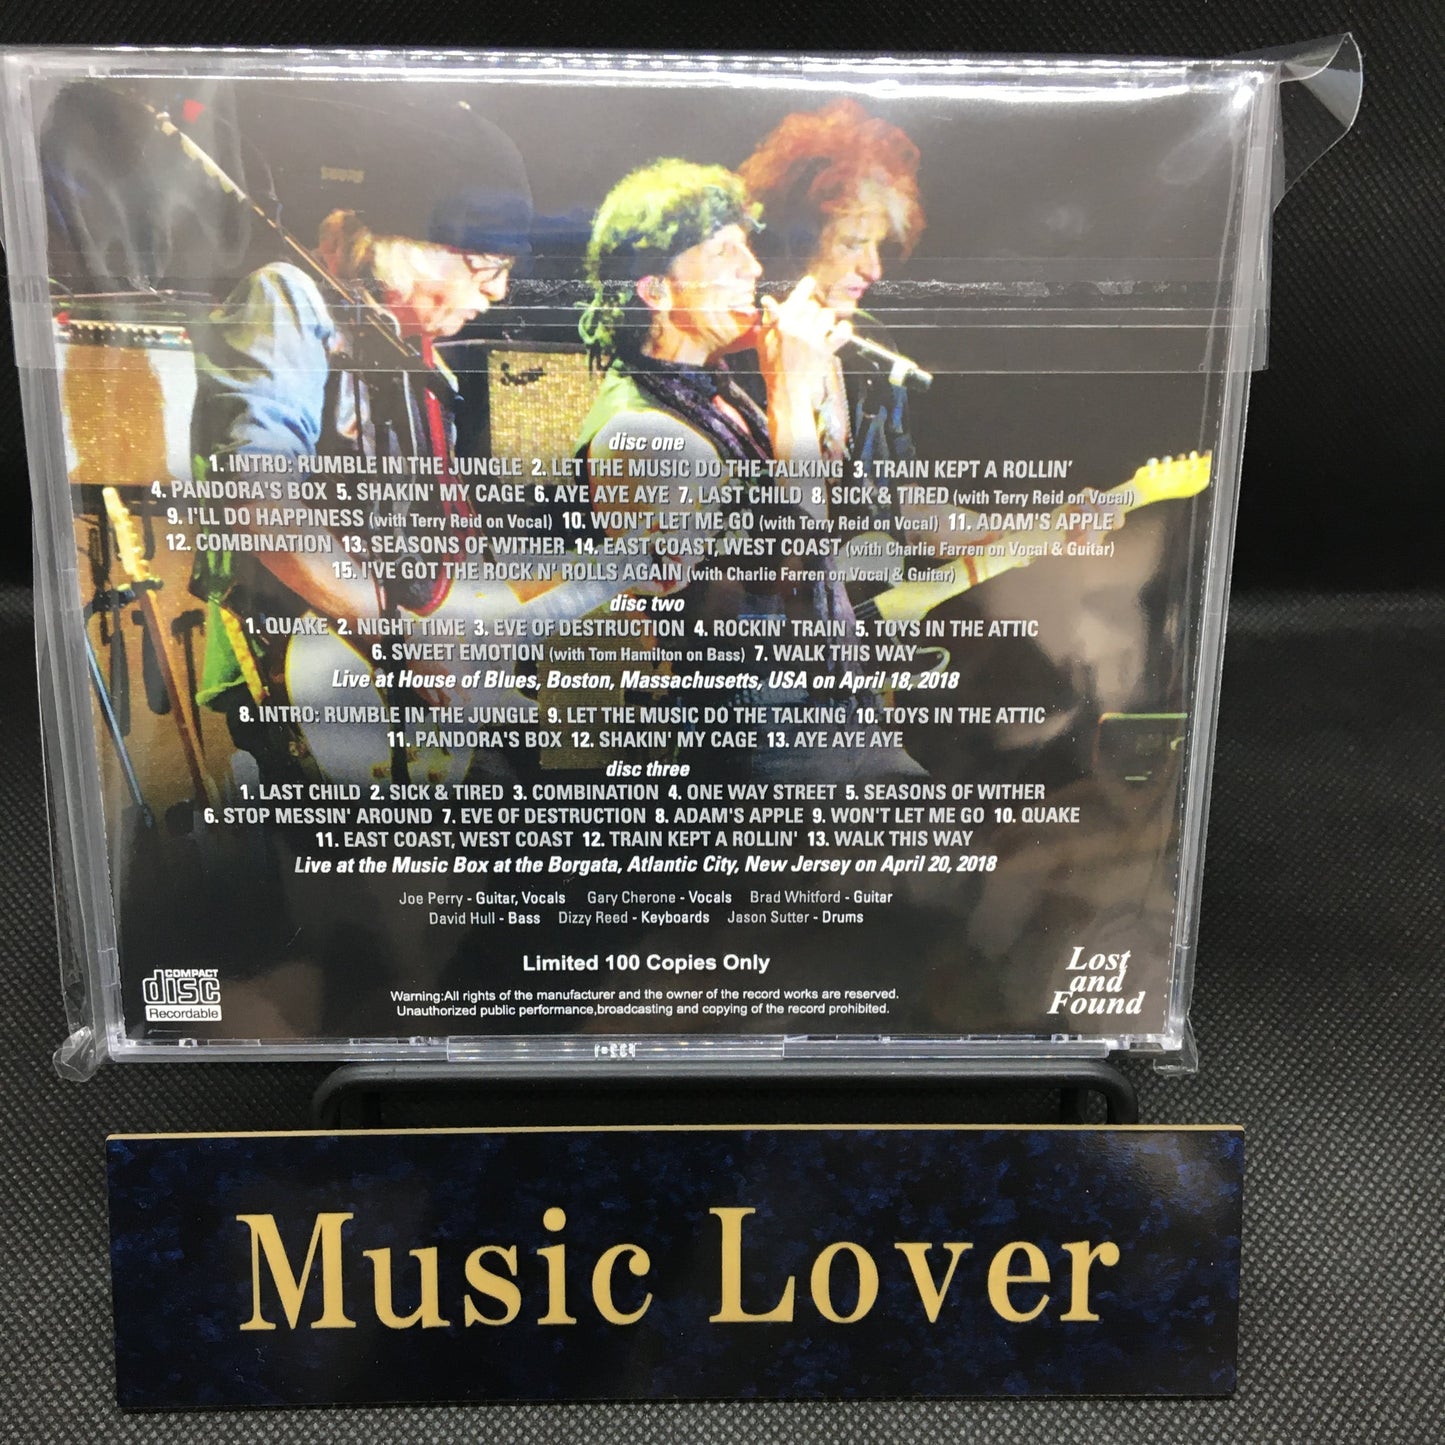 disc one
1. INTRO: RUMBLE IN THE JUNGLE 2. LET THE MUSIC DO THE TALKING 3. TRAIN KEPT A ROLLIN'
4. PANDORA'S BOX 5. SHAKIN' MY CAGE 6. AYE AYE AYE 7. LAST CHILD 8. SICK & TIRED (with Terry Reid on Vocal)
9. I'LL DO HAPPINESS (with Terry Reid on Vocal) 10. WON'T LET ME GO (with Terry Reid on Vocal) 11. ADAM'S APPLE
12. COMBINATION 13. SEASONS OF WITHER 14. EAST COAST, WEST COAST (with Charlie Farren on Vocal & Guitar)
15. I'VE GOT THE ROCK N' ROLLS AGAIN (with Charlie Farren on Vocal & Guitar)
disc two
1. QUAKE 2. NIGHT TIME 3. EVE OF DESTRUCTION 4. ROCKIN' TRAIN 5. TOYS IN THE ATTIC
6. SWEET EMOTION (with Tom Hamilton on Bass) 7. WALK THIS WAY
Live at House of Blues, Boston, Massachusetts, USA on April 18, 2018
8. INTRO: RUMBLE IN THE JUNGLE 9. LET THE MUSIC DO THE TALKING 10. TOYS IN THE ATTIC
11. PANDORA'S BOX 12. SHAKIN' MY CAGE 13. AYE AYE AYE
disc three
1. LAST CHILD 2. SICK & TIRED 3. COMBINATION 4. ONE WAY STREET 5. SEASONS OF WITHER
6. STOP MESSIN' AROUND 7. EVE OF DESTRUCTION 8. ADAM'S APPLE 9. WON'T LET ME GO 10. QUAKE
11. EAST COAST, WEST COAST 12. TRAIN KEPT A ROLLIN' 13. WALK THIS WAY
Live at the Music Box at the Borgata, Atlantic City, New Jersey on April 20, 2018
Joe Perry - Guitar, Vocals Gary Cherone - Vocals Brad Whitford - Guitar
David Hull - Bass Dizzy Reed - Keyboards Jason Sutter - Drums
Limited 100 Copies Only
Warning:All rights of the manufacturer and the owner of the record works are reserved.
Unauthorized public performance,broadcasting and copying of the record prohibited.
COMPACT
disc
Recordable
Lost
and
Found
Music Lover